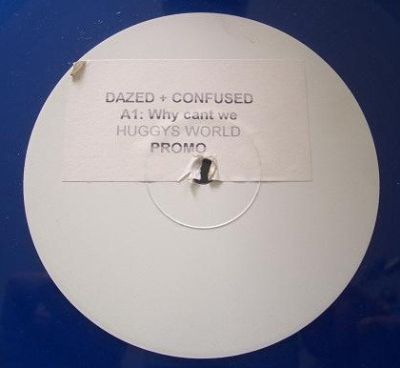 DAZED + CONFUSED
A1: Why cant we
HUGGYS WORLD
PROMO